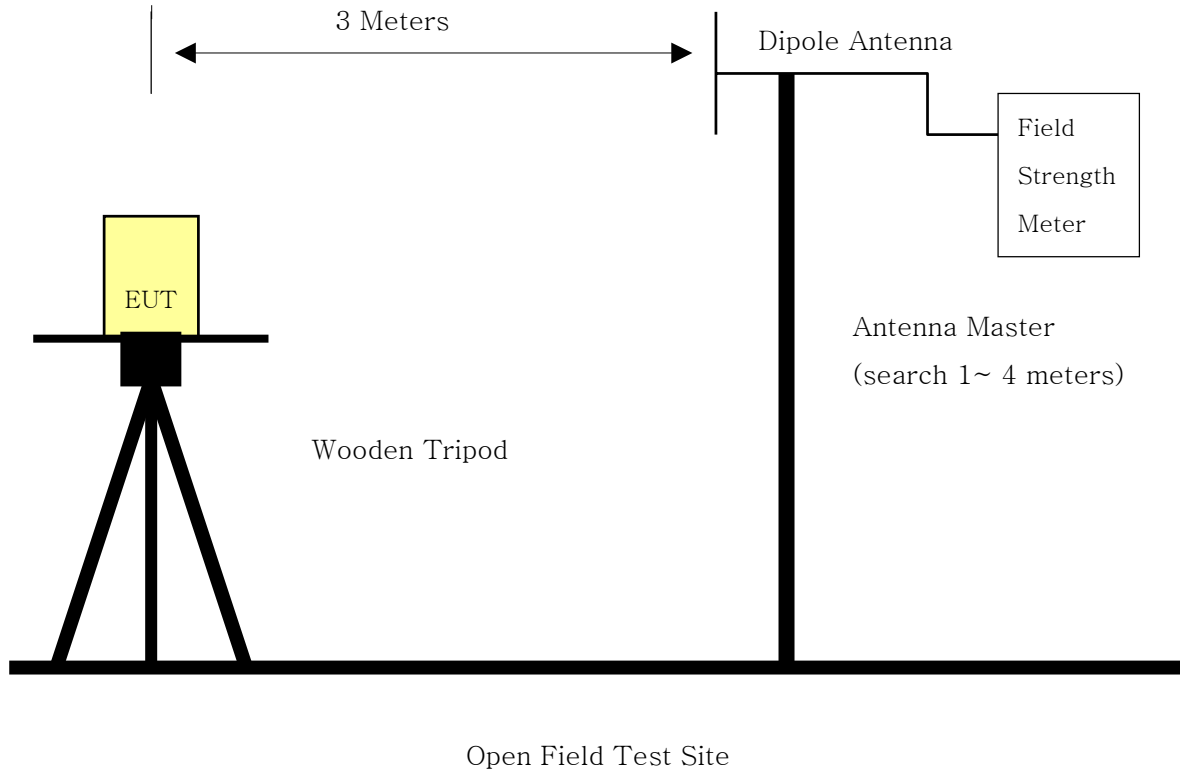 3 Meters
Dipole Antenna
Field
Strength
Meter
EUT
Antenna Master
(search 1~ 4 meters)
Wooden Tripod
Open Field Test Site